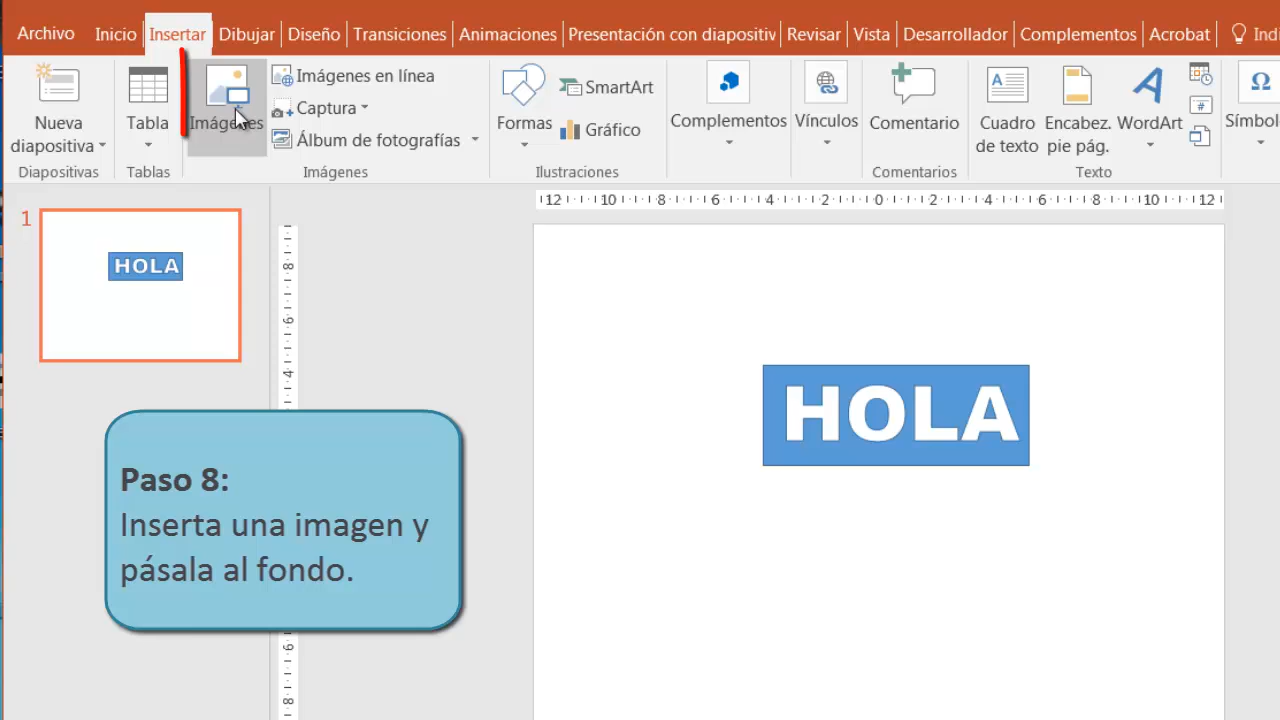 Archivo Inicio Insertar Dibujar Diseño Transiciones Animaciones Presentación con diapositiv Revisar Vista Desarrollador Complementos Acrobat Indi
Nueva diapositiva
Tabla
Imágenes
Imágenes en línea
Captura
Álbum de fotografías
Formas
SmartArt
Gráfico
Complementos
Vínculos
Comentario
Cuadro de texto
Encabez. pie pág.
WordArt
Símbol
Diapositivas Tablas Imágenes Ilustraciones Comentarios Texto
12 10 8 6 4 2 0 2 4 6 8 10 12
1
HOLA
8
6
4
HOLA
Paso 8:
Inserta una imagen y
pásala al fondo.
6
8